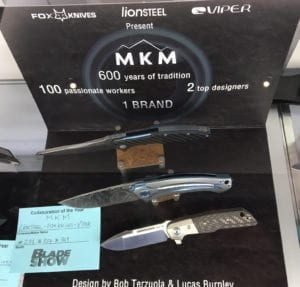 FOX KNIVES lionSTEEL VIPER
Present
MKM
600 years of tradition
100 passionate workers 2 top designers
1 BRAND
Collaboration of the Year
MKM
BLADE
SHOW
Design by Bob Terzuola & Lucas Burnley